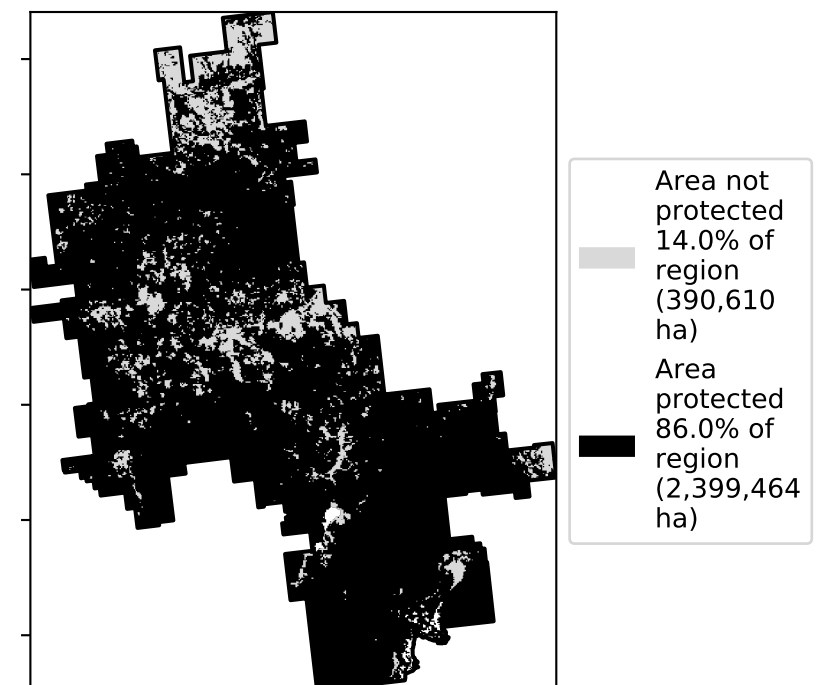 Area not
protected
14.0% of
region
(390,610
ha)
Area
protected
86.0% of
region
(2,399,464
ha)